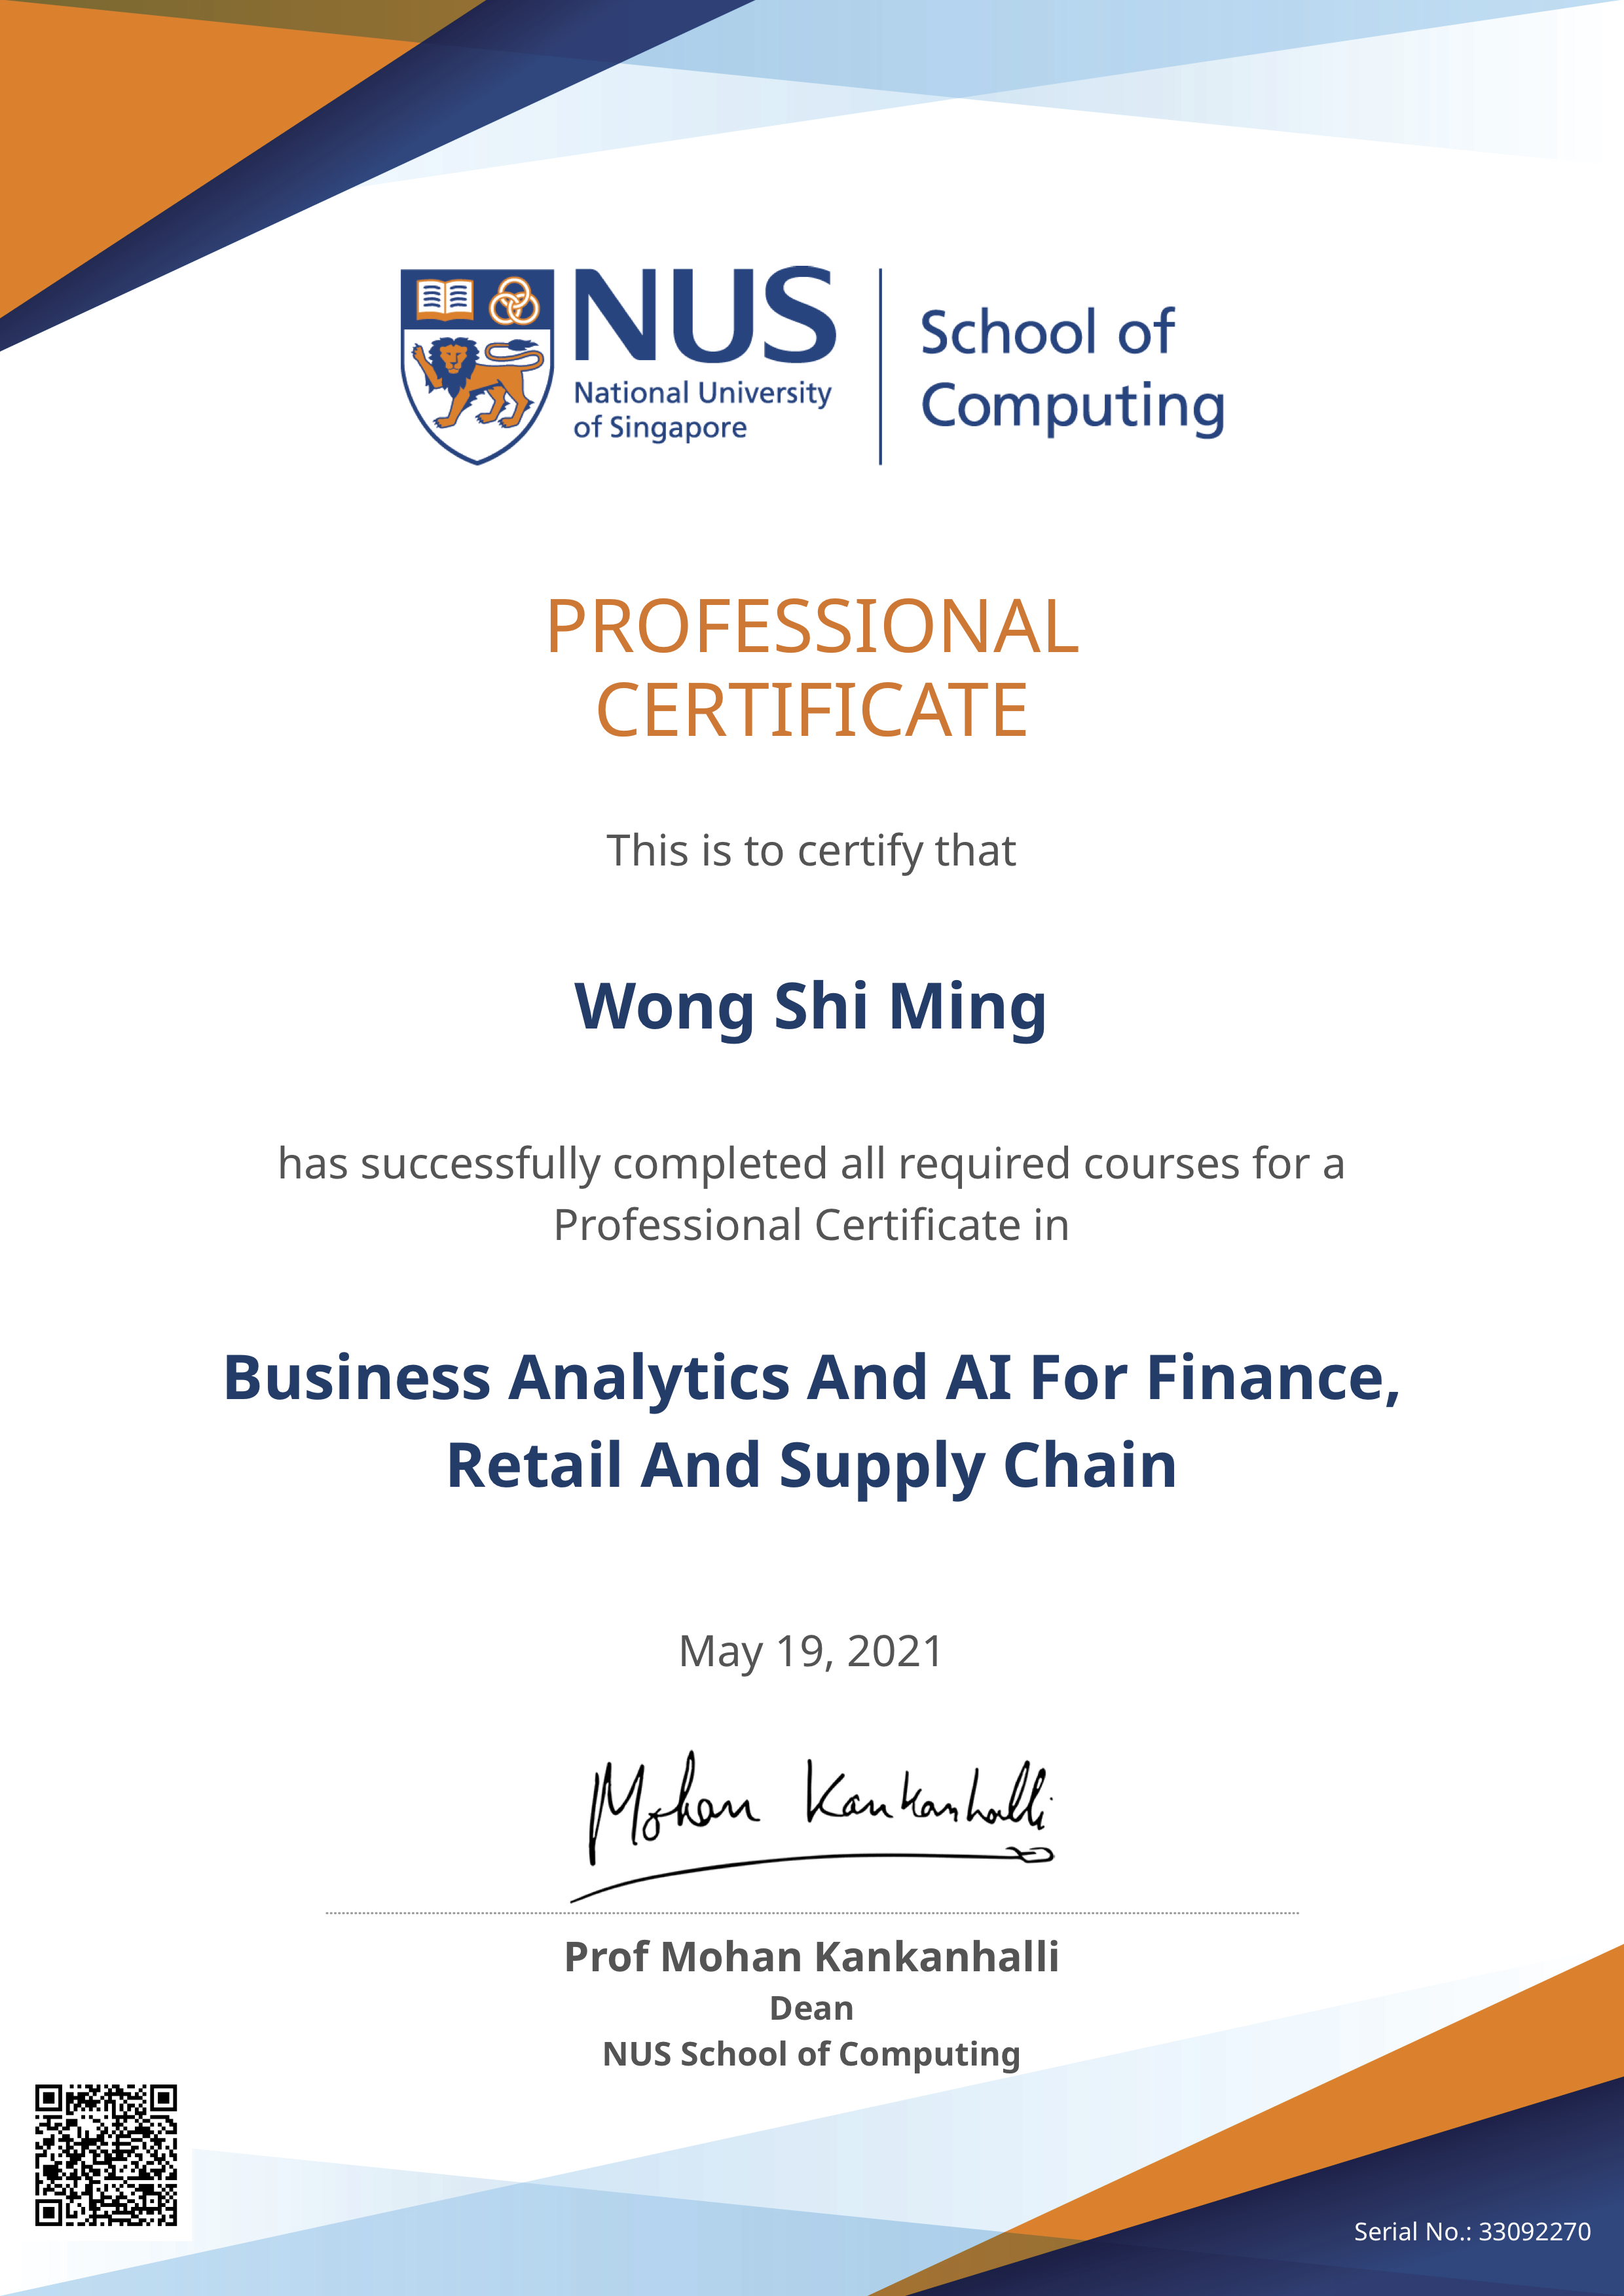 NUS
National University
of Singapore
School of
Computing
PROFESSIONAL
CERTIFICATE
This is to certify that
Wong Shi Ming
has successfully completed all required courses for a
Professional Certificate in
Business Analytics And AI For Finance,
Retail And Supply Chain
May 19, 2021
Mohan Kankanhalli
Prof Mohan Kankanhalli
Dean
NUS School of Computing
Serial No.: 33092270